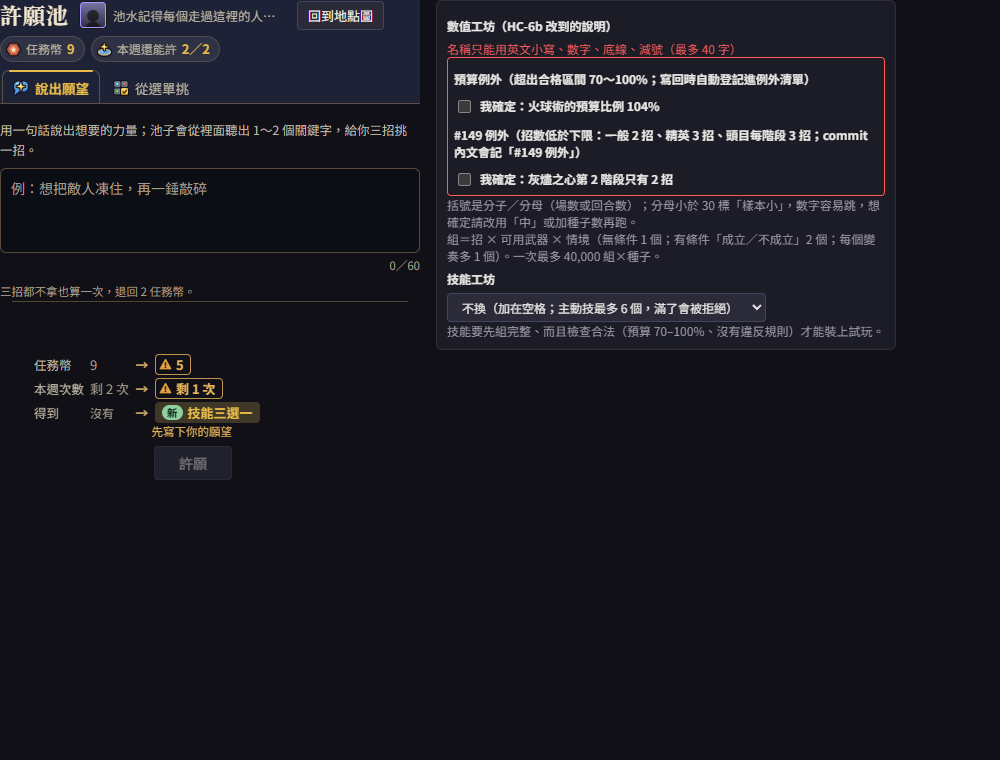 許願池
池水記得每個走過這裡的人…
回到地點圖
任務幣 9
本週還能許 2／2
說出願望
從選單挑
用一句話說出想要的力量；池子會從裡面聽出 1～2 個關鍵字，給你三招挑
一招。
例：想把敵人凍住，再一錘敲碎
0／60
三招都不拿也算一次，退回 2 任務幣。
任務幣 9 → 5
本週次數 剩 2 次 → 剩 1 次
得到 沒有 → 新 技能三選一
先寫下你的願望
許願
數值工坊（HC-6b 改到的說明）
名稱只能用英文小寫、數字、底線、減號（最多 40 字）
預算例外（超出合格區間 70～100%；寫回時自動登記進例外清單）
我確定：火球術的預算比例 104%
#149 例外（招數低於下限：一般 2 招、精英 3 招、頭目每階段 3 招；commit
內文會記「#149 例外」）
我確定：灰燼之心第 2 階段只有 2 招
括號是分子／分母（場數或回合數）；分母小於 30 標「樣本小」，數字容易跳，想
確定請改用「中」或加種子數再跑。
組＝招 × 可用武器 × 情境（無條件 1 個；有條件「成立／不成立」2 個；每個變
奏多 1 個）。一次最多 40,000 組×種子。
技能工坊
不換（加在空格；主動技最多 6 個，滿了會被拒絕）
技能要先組完整、而且檢查合法（預算 70–100%、沒有違反規則）才能裝上試玩。